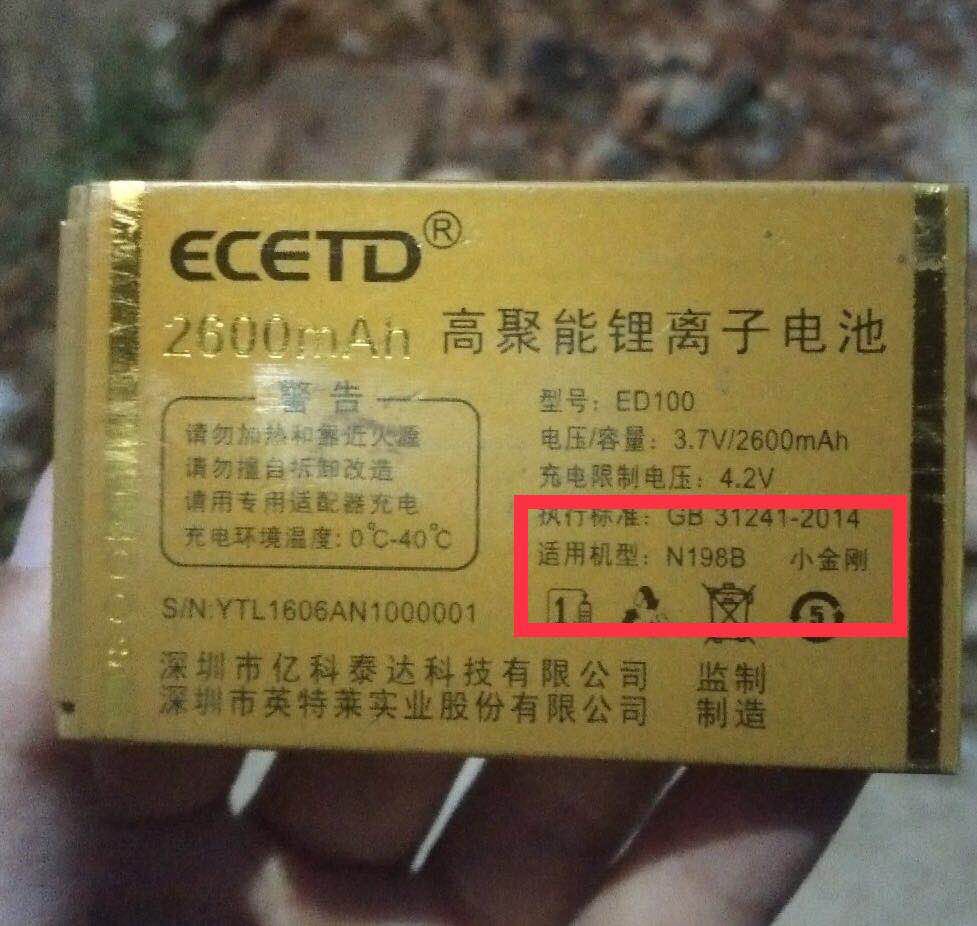 ECETD®
2600mAh 高聚能锂离子电池
警告
请勿加热和靠近火源
请勿擅自拆卸改造
请用专用适配器充电
充电环境温度：0℃-40℃
型号：ED100
电压/容量：3.7V/2600mAh
充电限制电压：4.2V
执行标准：GB 31241-2014
适用机型：N198B 小金刚
1
5
S/N:YTL1606AN1000001
深圳市亿科泰达科技有限公司 监制
深圳市英特莱实业股份有限公司 制造